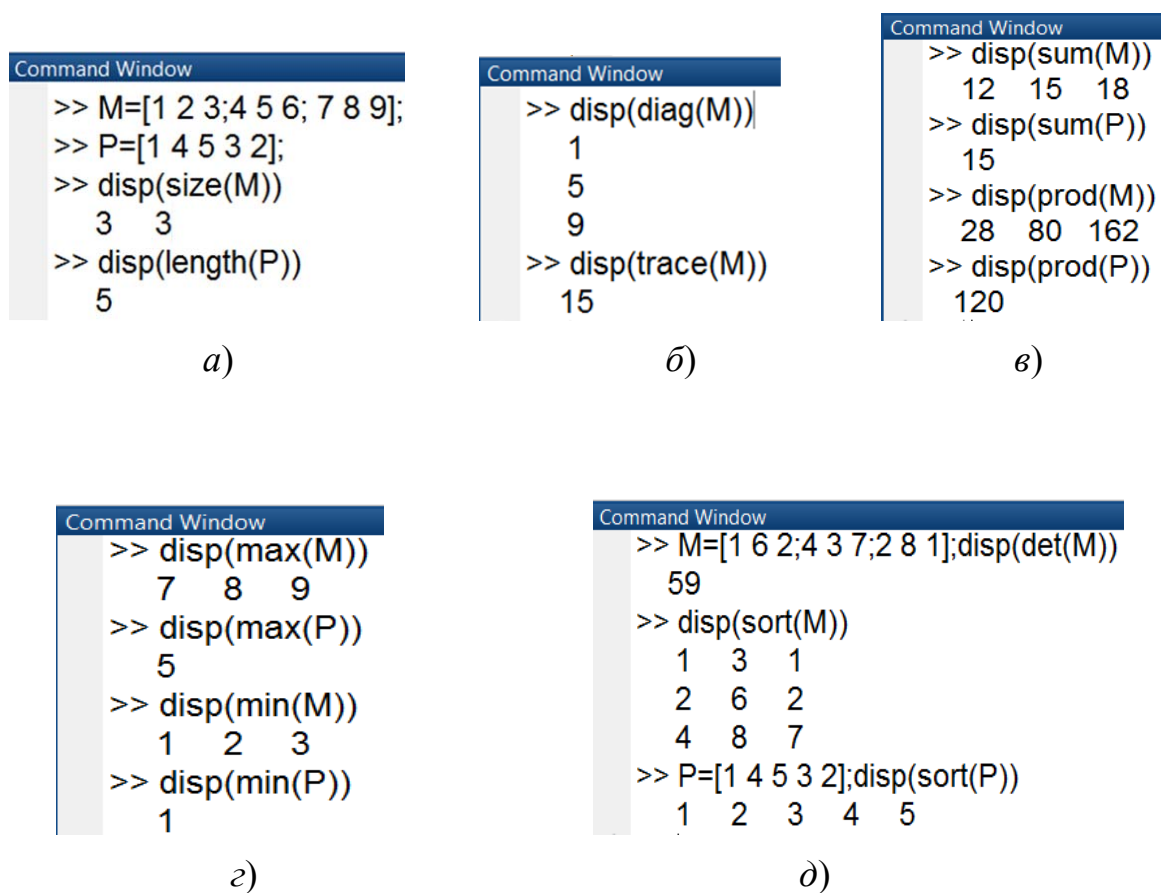 Command Window
>> M=[1 2 3;4 5 6; 7 8 9];
>> P=[1 4 5 3 2];
>> disp(size(M))
3 3
>> disp(length(P))
5
а)
Command Window
>> disp(diag(M))
1
5
9
>> disp(trace(M))
15
б)
Command Window
>> disp(sum(M))
12 15 18
>> disp(sum(P))
15
>> disp(prod(M))
28 80 162
>> disp(prod(P))
120
в)
Command Window
>> disp(max(M))
7 8 9
>> disp(max(P))
5
>> disp(min(M))
1 2 3
>> disp(min(P))
1
г)
Command Window
>> M=[1 6 2;4 3 7;2 8 1];disp(det(M))
59
>> disp(sort(M))
1 3 1
2 6 2
4 8 7
>> P=[1 4 5 3 2];disp(sort(P))
1 2 3 4 5
д)